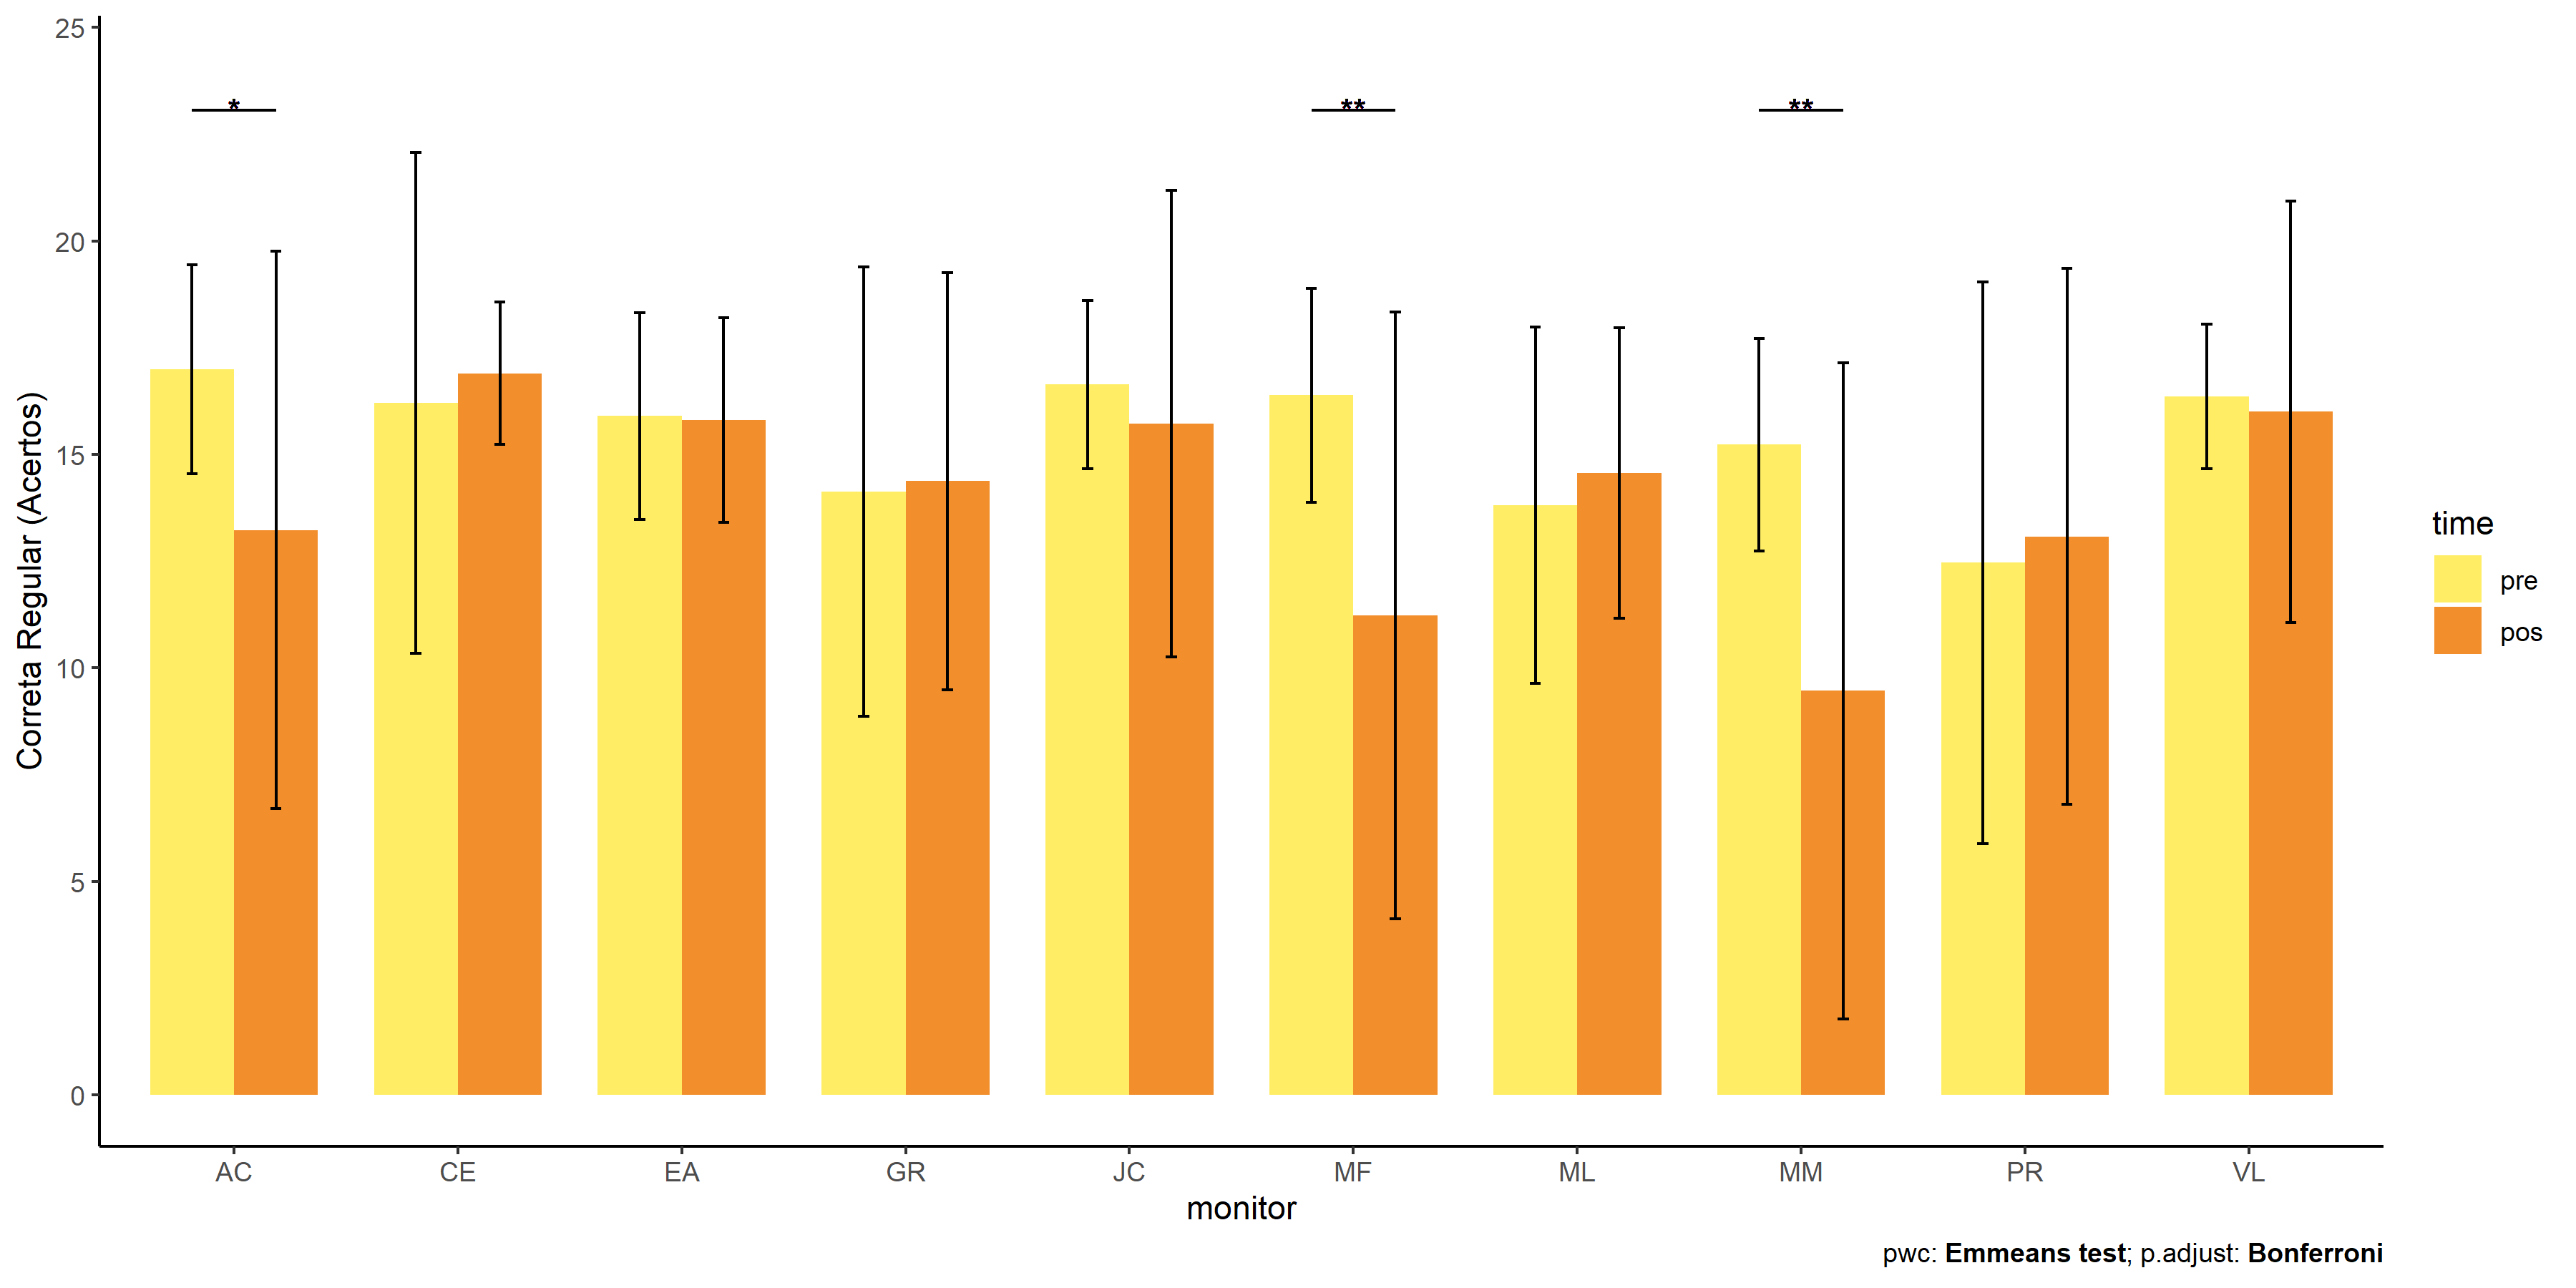 Correta Regular (Acertos)
25
20
15
10
5
0
*
**
**
AC CE EA GR JC MF ML MM PR VL
monitor
time
pre
pos
pwc: Emmeans test; p.adjust: Bonferroni